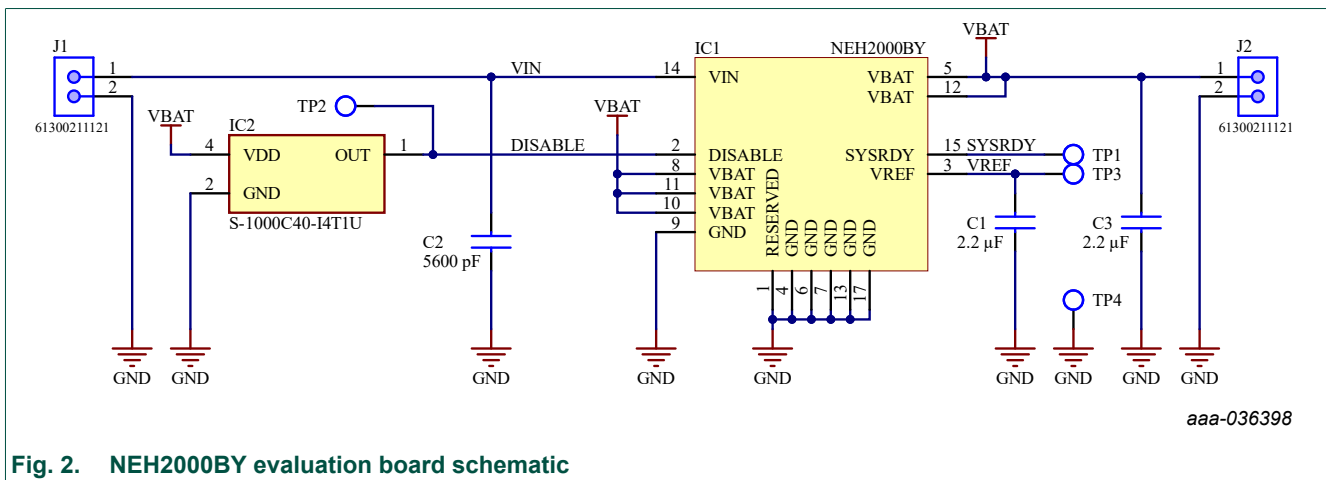 J1
1
2
61300211121
VIN
TP2
VBAT
IC2
4
VDD
OUT
1
2
GND
S-1000C40-I4T1U
DISABLE
VBAT
C2
5600 pF
IC1
NEH2000BY
14
VIN
2
DISABLE
8
VBAT
11
VBAT
10
VBAT
9
GND
VBAT
5
VBAT
12
SYSRDY
15
SYSRDY
VREF
3
VREF
RESERVED
GND
GND
GND
GND
GND
1
4
6
7
13
17
VBAT
TP1
TP3
C1
2.2 µF
C3
2.2 µF
TP4
J2
1
2
61300211121
GND
GND
GND
GND
GND
GND
GND
GND
GND
aaa-036398
Fig. 2. NEH2000BY evaluation board schematic